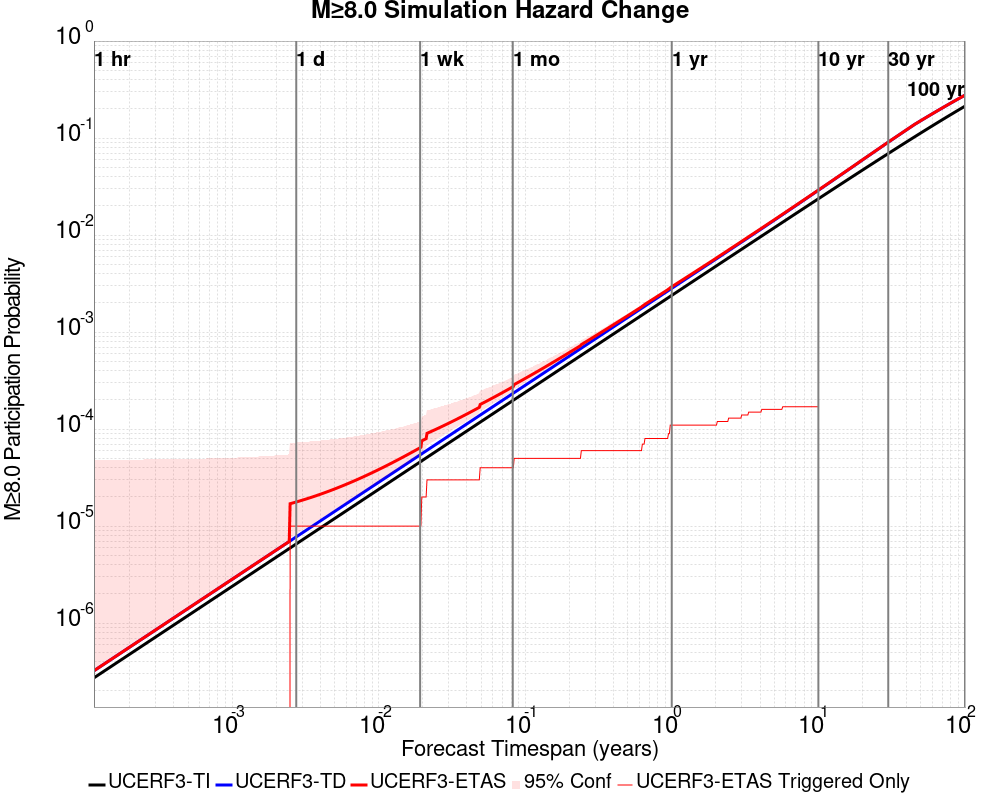 M≥8.0 Simulation Hazard Change
10^0
1 hr
1 d
1 wk
1 mo
1 yr
10 yr
30 yr
100 yr
10^-1
10^-2
10^-3
10^-4
10^-5
10^-6
M≥8.0 Participation Probability
10^-3
10^-2
10^-1
10^0
10^1
10^2
Forecast Timespan (years)
UCERF3-TI UCERF3-TD UCERF3-ETAS 95% Conf UCERF3-ETAS Triggered Only